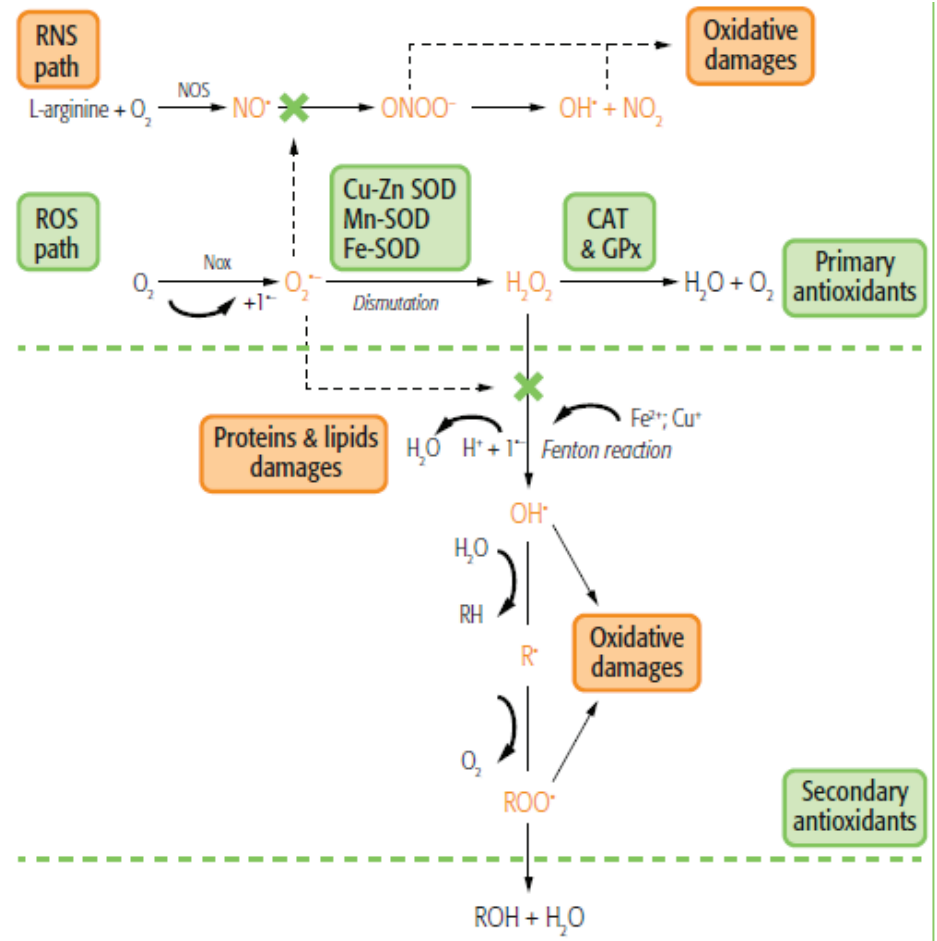 RNS
path
Oxidative
damages
L-arginine + O₂
NOS
NO•
ONOO⁻
OH• + NO₂
ROS
path
Cu-Zn SOD
Mn-SOD
Fe-SOD
CAT
& GPx
Primary
antioxidants
O₂
Nox
+1•⁻
O₂•⁻
Dismutation
H₂O₂
H₂O + O₂
Proteins & lipids
damages
H₂O
H⁺ + 1•⁻
Fe²⁺; Cu⁺
Fenton reaction
OH•
H₂O
RH
R•
Oxidative
damages
O₂
ROO•
Secondary
antioxidants
ROH + H₂O